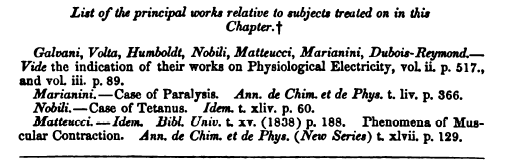 List of the principal works relative to subjects treated on in this
Chapter.†
Galvani, Volta, Humboldt, Nobili, Matteucci, Marianini, Dubois-Reymond.—
Vide the indication of their works on Physiological Electricity, vol. ii. p. 517.,
and vol. iii. p. 89.
Marianini.—Case of Paralysis. Ann. de Chim. et de Phys. t. liv. p. 366.
Nobili.—Case of Tetanus. Idem. t. xliv. p. 60.
Matteucci.—Idem. Bibl. Univ. t. xv. (1838) p. 188. Phenomena of Mus-
cular Contraction. Ann. de Chim. et de Phys. (New Series) t. xlvii. p. 129.